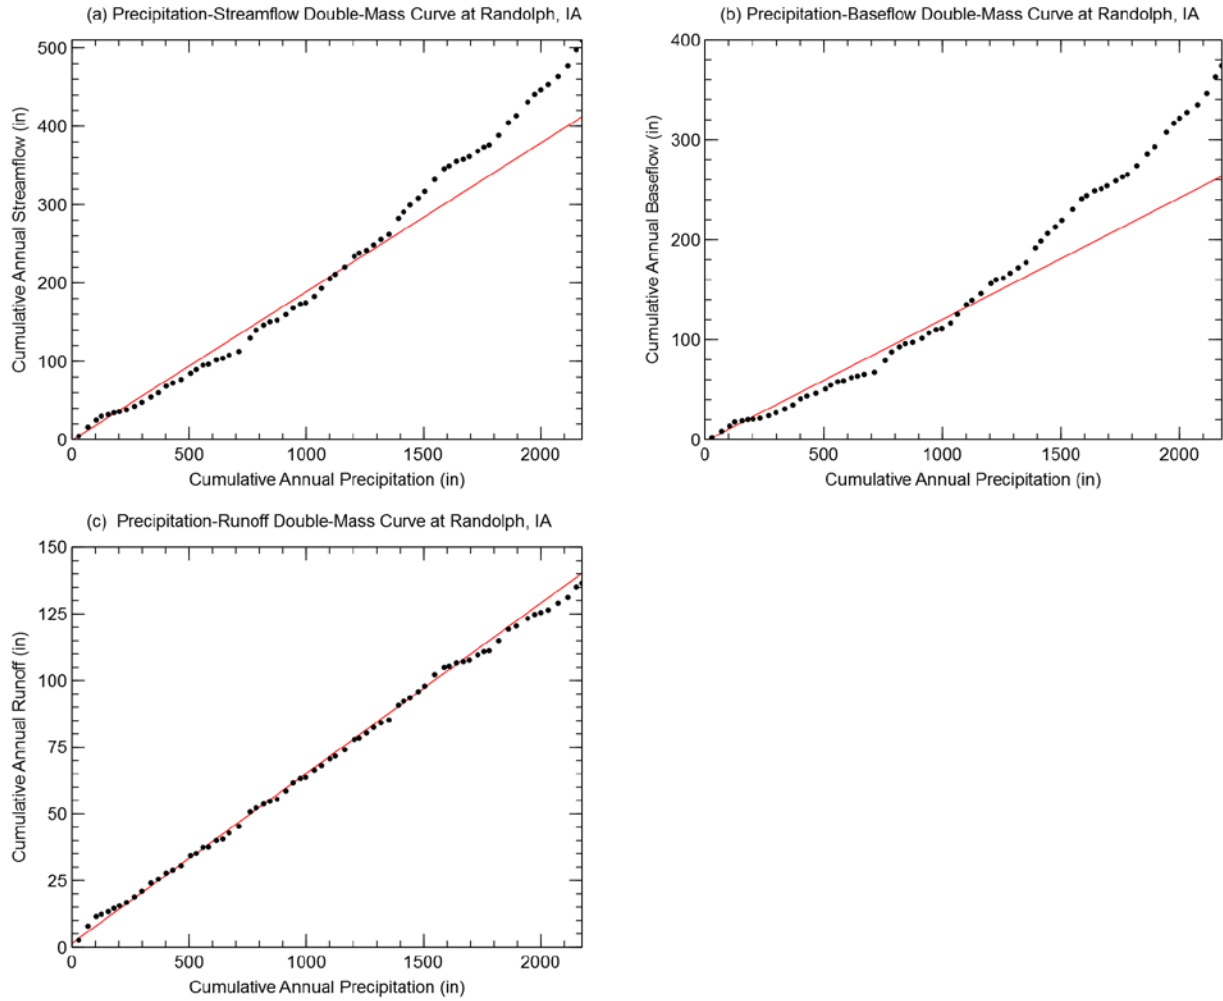 (a) Precipitation-Streamflow Double-Mass Curve at Randolph, IA
500
400
300
200
100
0
Cumulative Annual Streamflow (in)
0 500 1000 1500 2000
Cumulative Annual Precipitation (in)
(b) Precipitation-Baseflow Double-Mass Curve at Randolph, IA
400
300
200
100
0
Cumulative Annual Baseflow (in)
0 500 1000 1500 2000
Cumulative Annual Precipitation (in)
(c) Precipitation-Runoff Double-Mass Curve at Randolph, IA
150
125
100
75
50
25
0
Cumulative Annual Runoff (in)
0 500 1000 1500 2000
Cumulative Annual Precipitation (in)